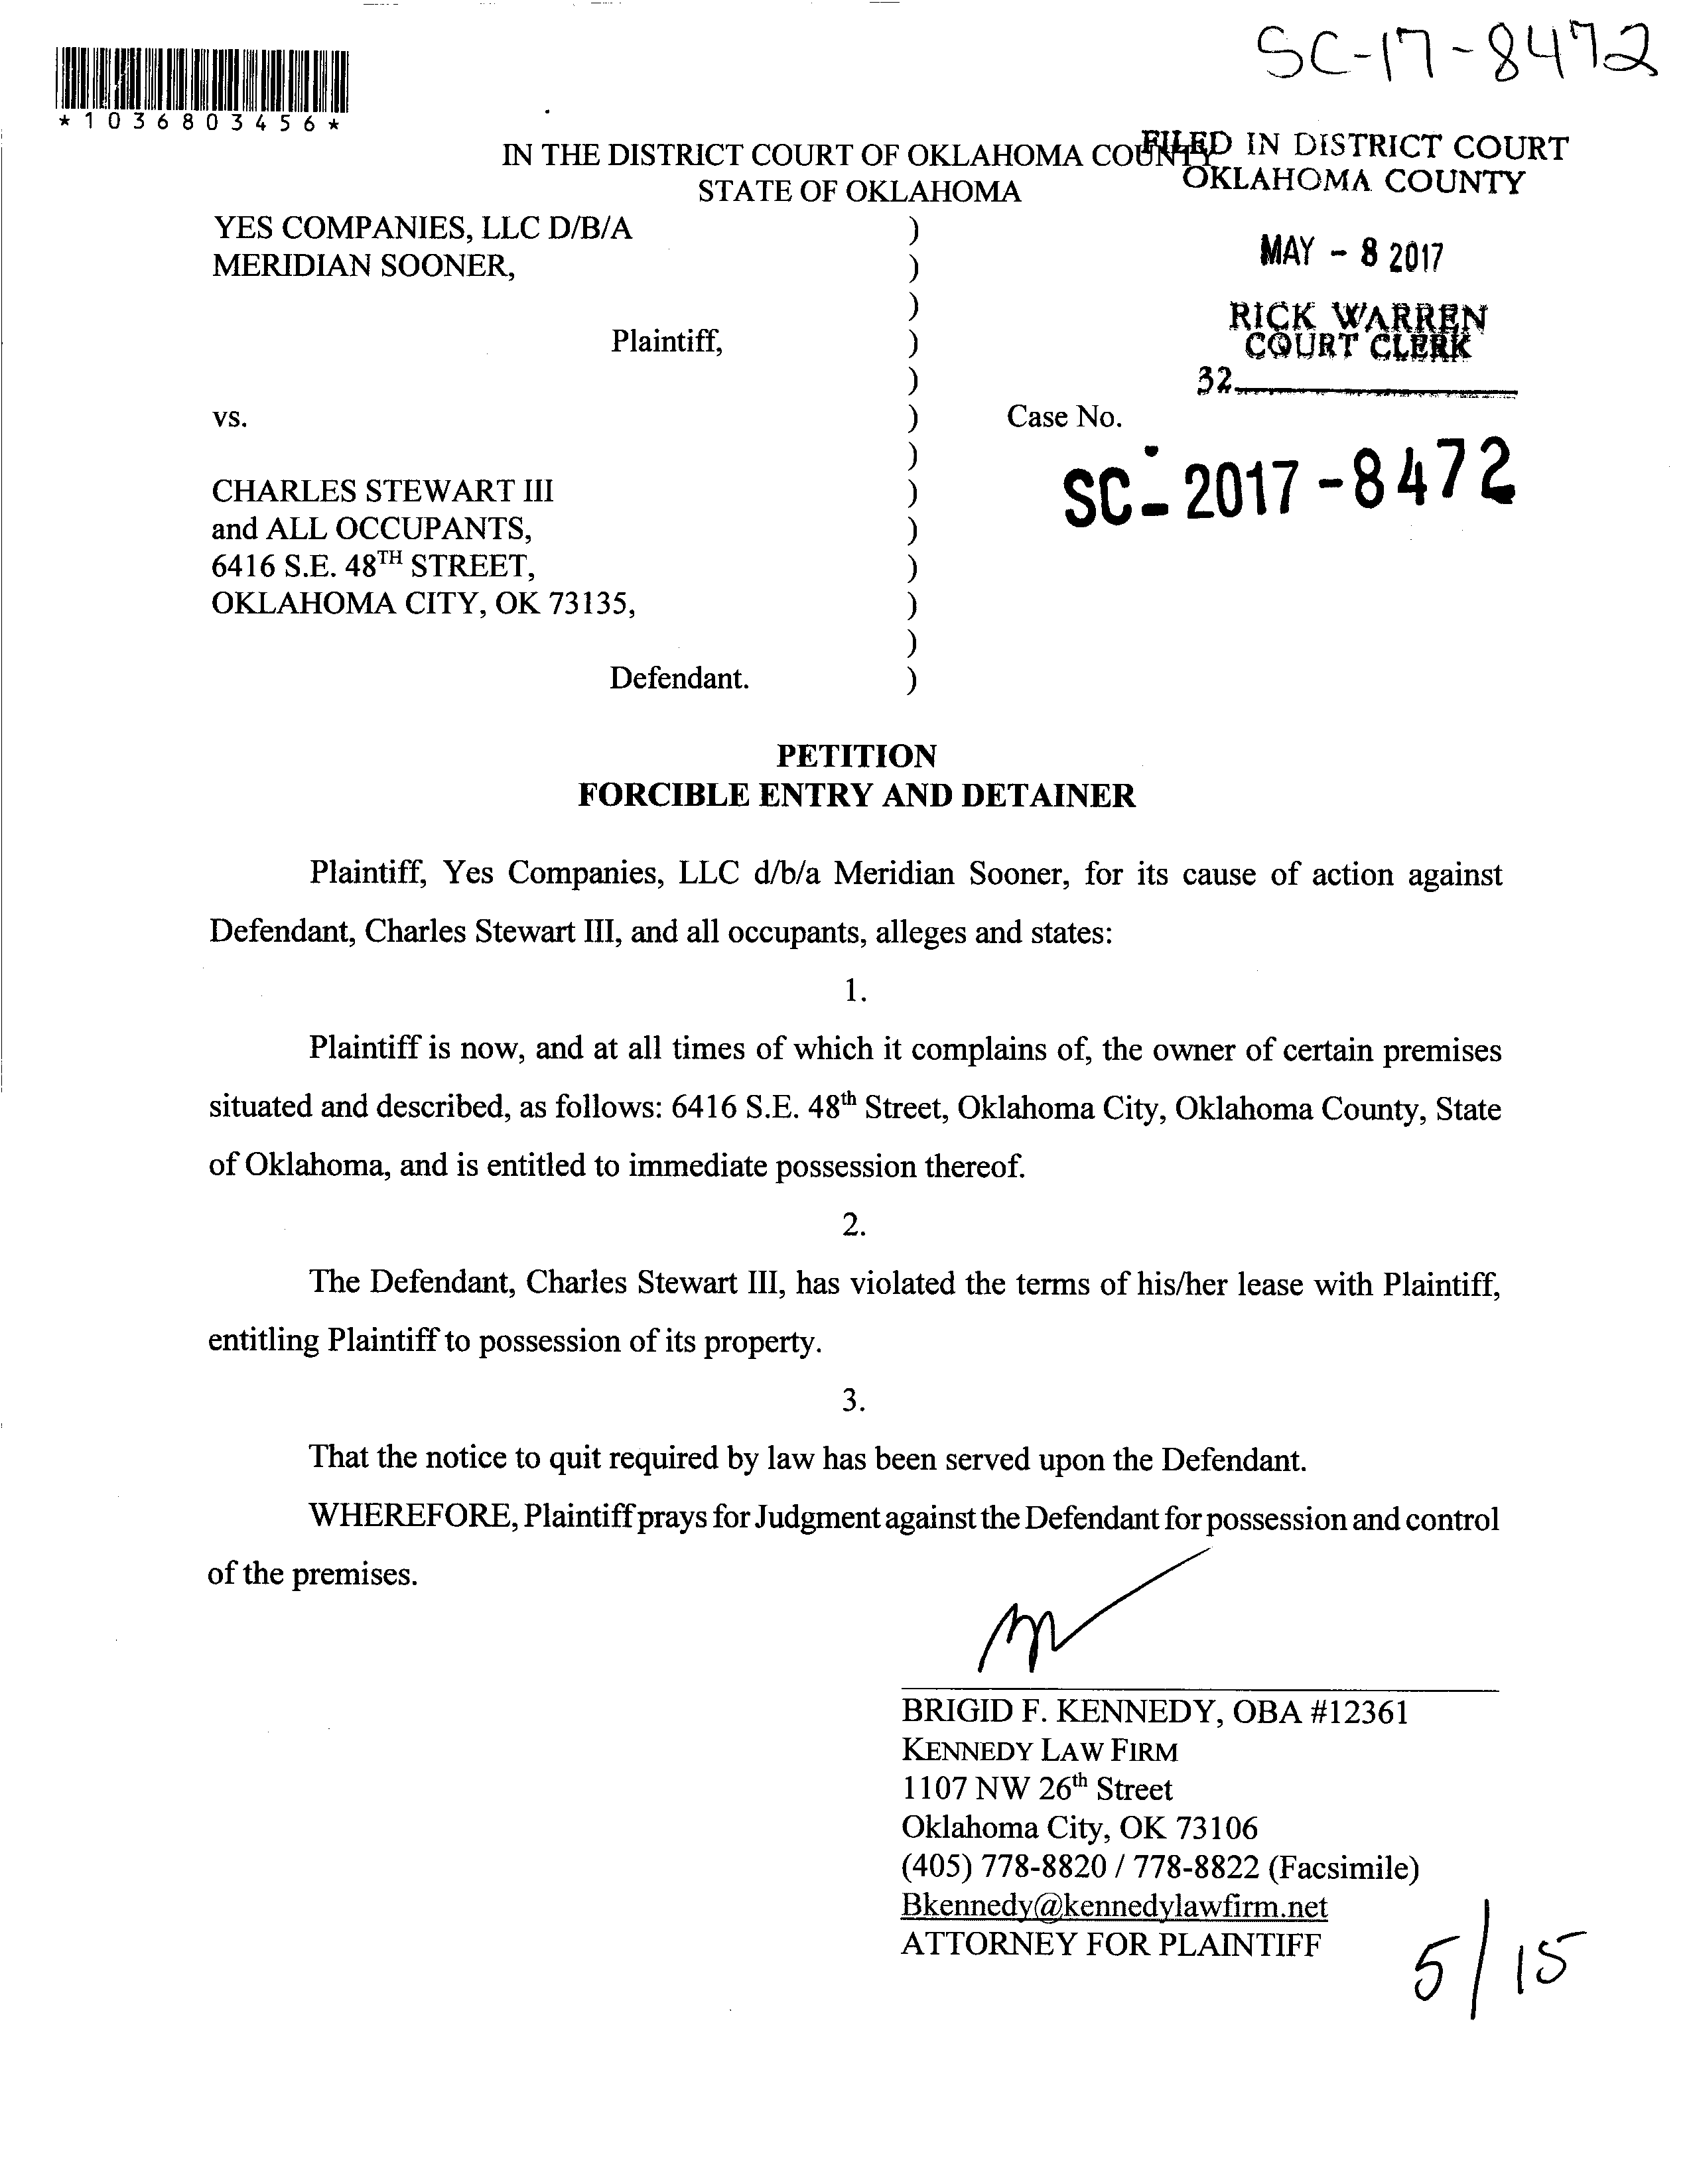 SC-17-8472
*1036803456*
IN THE DISTRICT COURT OF OKLAHOMA COUNTY
STATE OF OKLAHOMA
FILED IN DISTRICT COURT
OKLAHOMA COUNTY
MAY - 8 2017
RICK WARREN
COURT CLERK
32
YES COMPANIES, LLC D/B/A )
MERIDIAN SOONER, )
)
Plaintiff, )
)
vs. ) Case No.
)
SC-2017-8472
CHARLES STEWART III )
and ALL OCCUPANTS, )
6416 S.E. 48TH STREET, )
OKLAHOMA CITY, OK 73135, )
)
Defendant. )
PETITION
FORCIBLE ENTRY AND DETAINER
Plaintiff, Yes Companies, LLC d/b/a Meridian Sooner, for its cause of action against
Defendant, Charles Stewart III, and all occupants, alleges and states:
1.
Plaintiff is now, and at all times of which it complains of, the owner of certain premises
situated and described, as follows: 6416 S.E. 48th Street, Oklahoma City, Oklahoma County, State
of Oklahoma, and is entitled to immediate possession thereof.
2.
The Defendant, Charles Stewart III, has violated the terms of his/her lease with Plaintiff,
entitling Plaintiff to possession of its property.
3.
That the notice to quit required by law has been served upon the Defendant.
WHEREFORE, Plaintiff prays for Judgment against the Defendant for possession and control
of the premises.
BRIGID F. KENNEDY, OBA #12361
KENNEDY LAW FIRM
1107 NW 26th Street
Oklahoma City, OK 73106
(405) 778-8820 / 778-8822 (Facsimile)
Bkennedy@kennedylawfirm.net
ATTORNEY FOR PLAINTIFF
5/15